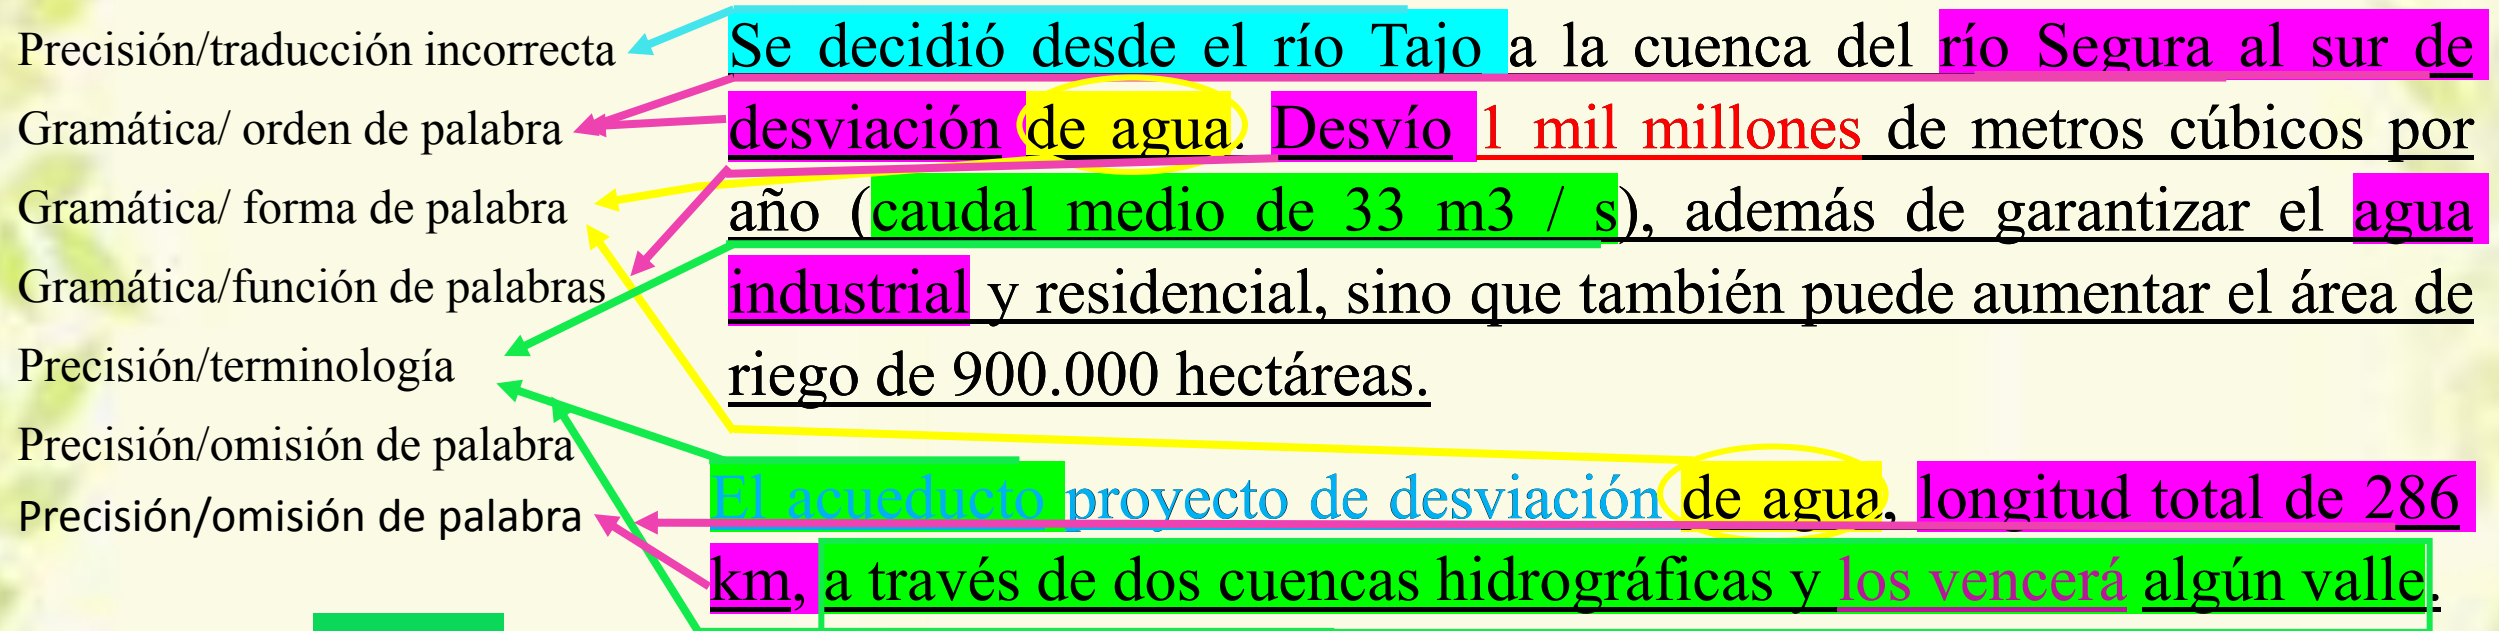 Precisión/traducción incorrecta
Gramática/ orden de palabra
Gramática/ forma de palabra
Gramática/función de palabras
Precisión/terminología
Precisión/omisión de palabra
Precisión/omisión de palabra
Se decidió desde el río Tajo a la cuenca del río Segura al sur de
desviación de agua. Desvío 1 mil millones de metros cúbicos por
año (caudal medio de 33 m3 / s), además de garantizar el agua
industrial y residencial, sino que también puede aumentar el área de
riego de 900.000 hectáreas.
El acueducto proyecto de desviación de agua, longitud total de 286
km, a través de dos cuencas hidrográficas y los vencerá algún valle.